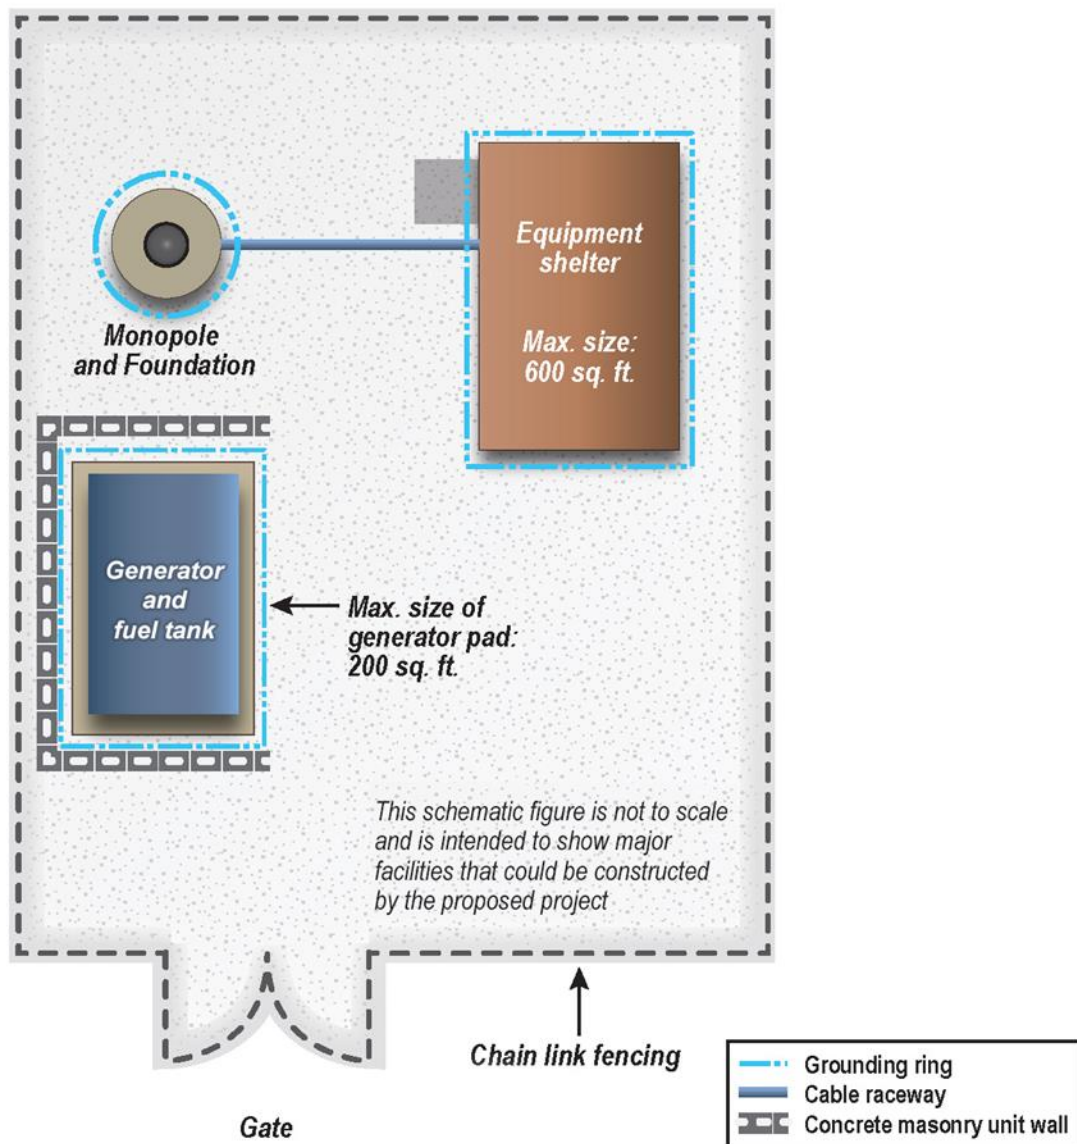 Equipment
shelter
Max. size:
600 sq. ft.
Monopole
and Foundation
Generator
and
fuel tank
Max. size of
generator pad:
200 sq. ft.
This schematic figure is not to scale
and is intended to show major
facilities that could be constructed
by the proposed project
Chain link fencing
Gate
Grounding ring
Cable raceway
Concrete masonry unit wall